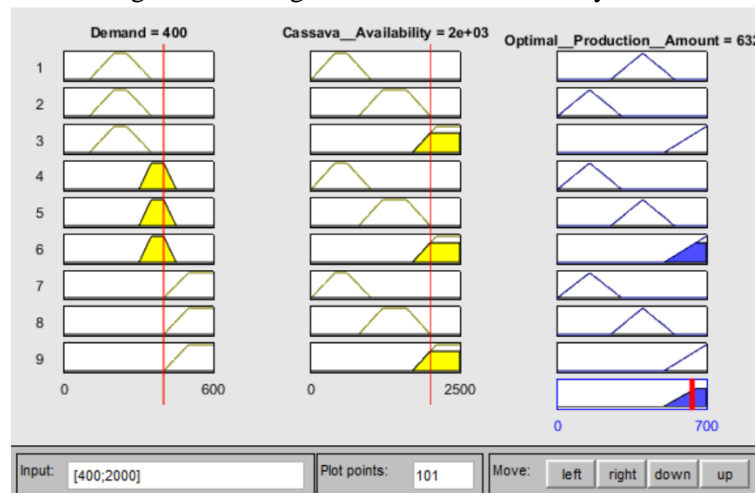 Demand = 400
Cassava__Availability = 2e+03
Optimal__Production__Amount = 632
1
2
3
4
5
6
7
8
9
0 600
0 2500
0 700
Input: [400;2000]
Plot points: 101
Move: left right down up